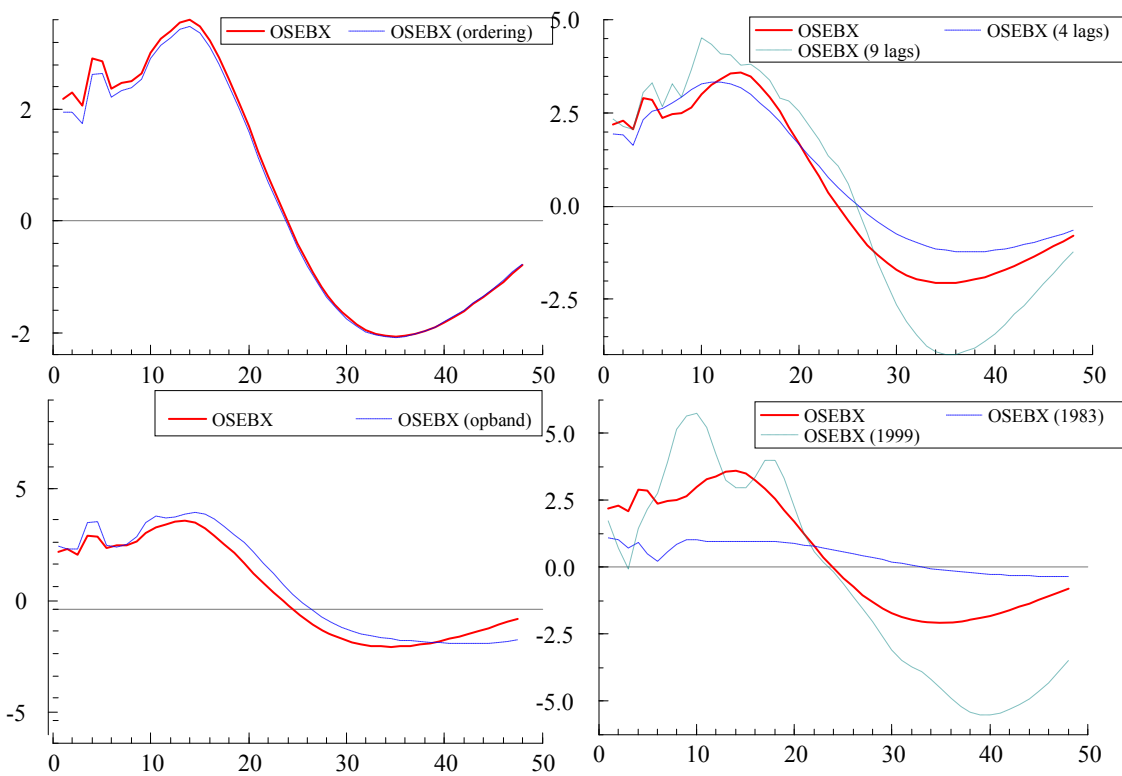 OSEBX OSEBX (ordering)
2
0
-2
0 10 20 30 40 50
OSEBX OSEBX (4 lags)
OSEBX (9 lags)
5.0
2.5
0.0
-2.5
0 10 20 30 40 50
OSEBX OSEBX (opband)
5
0
-5
0 10 20 30 40 50
OSEBX OSEBX (1983)
OSEBX (1999)
5.0
2.5
0.0
-2.5
-5.0
0 10 20 30 40 50